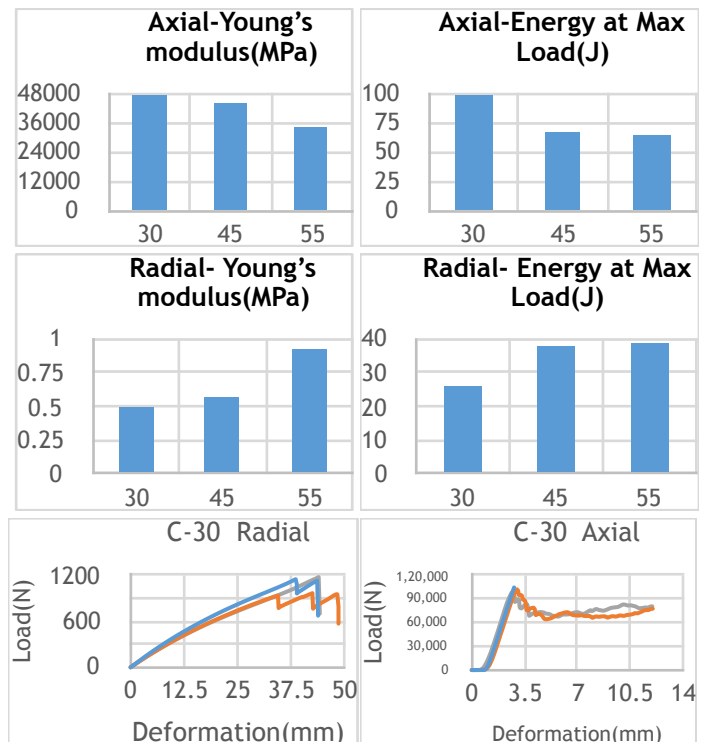 Axial-Young's
modulus(MPa)
48000
36000
24000
12000
0
30 45 55
Axial-Energy at Max
Load(J)
100
75
50
25
0
30 45 55
Radial- Young's
modulus(MPa)
1
0.75
0.5
0.25
0
30 45 55
Radial- Energy at Max
Load(J)
40
30
20
10
0
30 45 55
C-30 Radial
Load(N)
1200
600
0
0 12.5 25 37.5 50
Deformation(mm)
C-30 Axial
Load(N)
1,20,000
90,000
60,000
30,000
0
0 3.5 7 10.5 14
Deformation(mm)